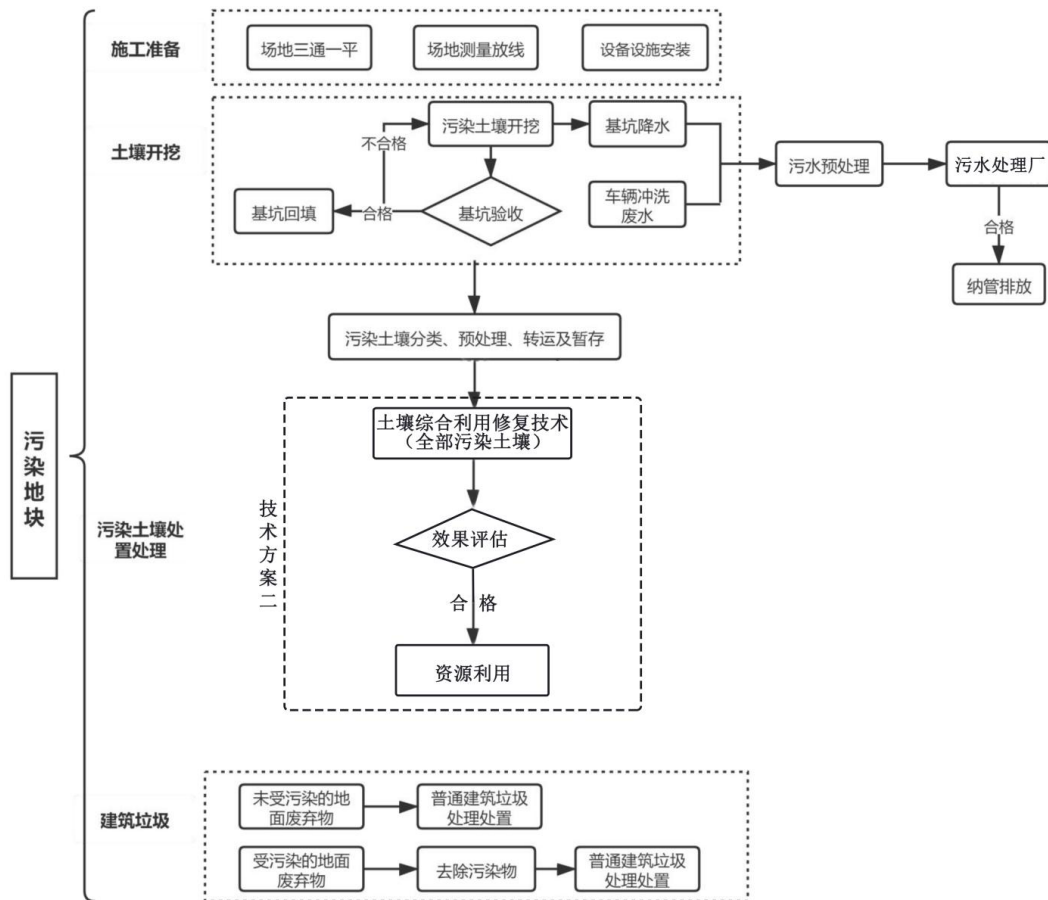 污染地块
施工准备
场地三通一平
场地测量放线
设备设施安装
土壤开挖
污染土壤开挖
基坑降水
不合格
基坑回填
合格
基坑验收
车辆冲洗
废水
污水预处理
污水处理厂
合格
纳管排放
污染土壤分类、预处理、转运及暂存
污染土壤处
置处理
技术方案二
土壤综合利用修复技术
（全部污染土壤）
效果评估
合格
资源利用
建筑垃圾
未受污染的地
面废弃物
普通建筑垃圾
处理处置
受污染的地面
废弃物
去除污染物
普通建筑垃圾
处理处置